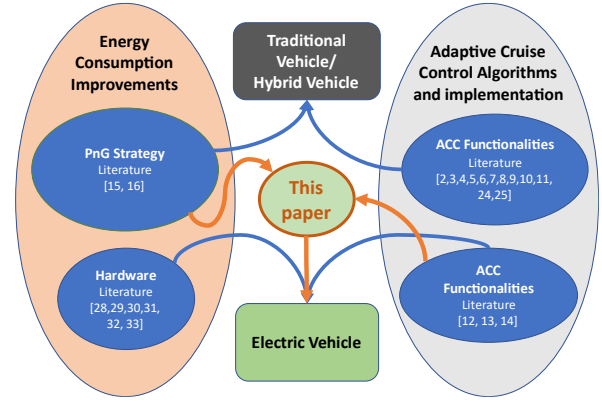 Energy
Consumption
Improvements
PnG Strategy
Literature
[15, 16]
Hardware
Literature
[28,29,30,31,
32, 33]
Traditional
Vehicle/
Hybrid Vehicle
This
paper
Electric Vehicle
Adaptive Cruise
Control Algorithms
and implementation
ACC Functionalities
Literature
[2,3,4,5,6,7,8,9,10,11,
24,25]
ACC
Functionalities
Literature
[12, 13, 14]